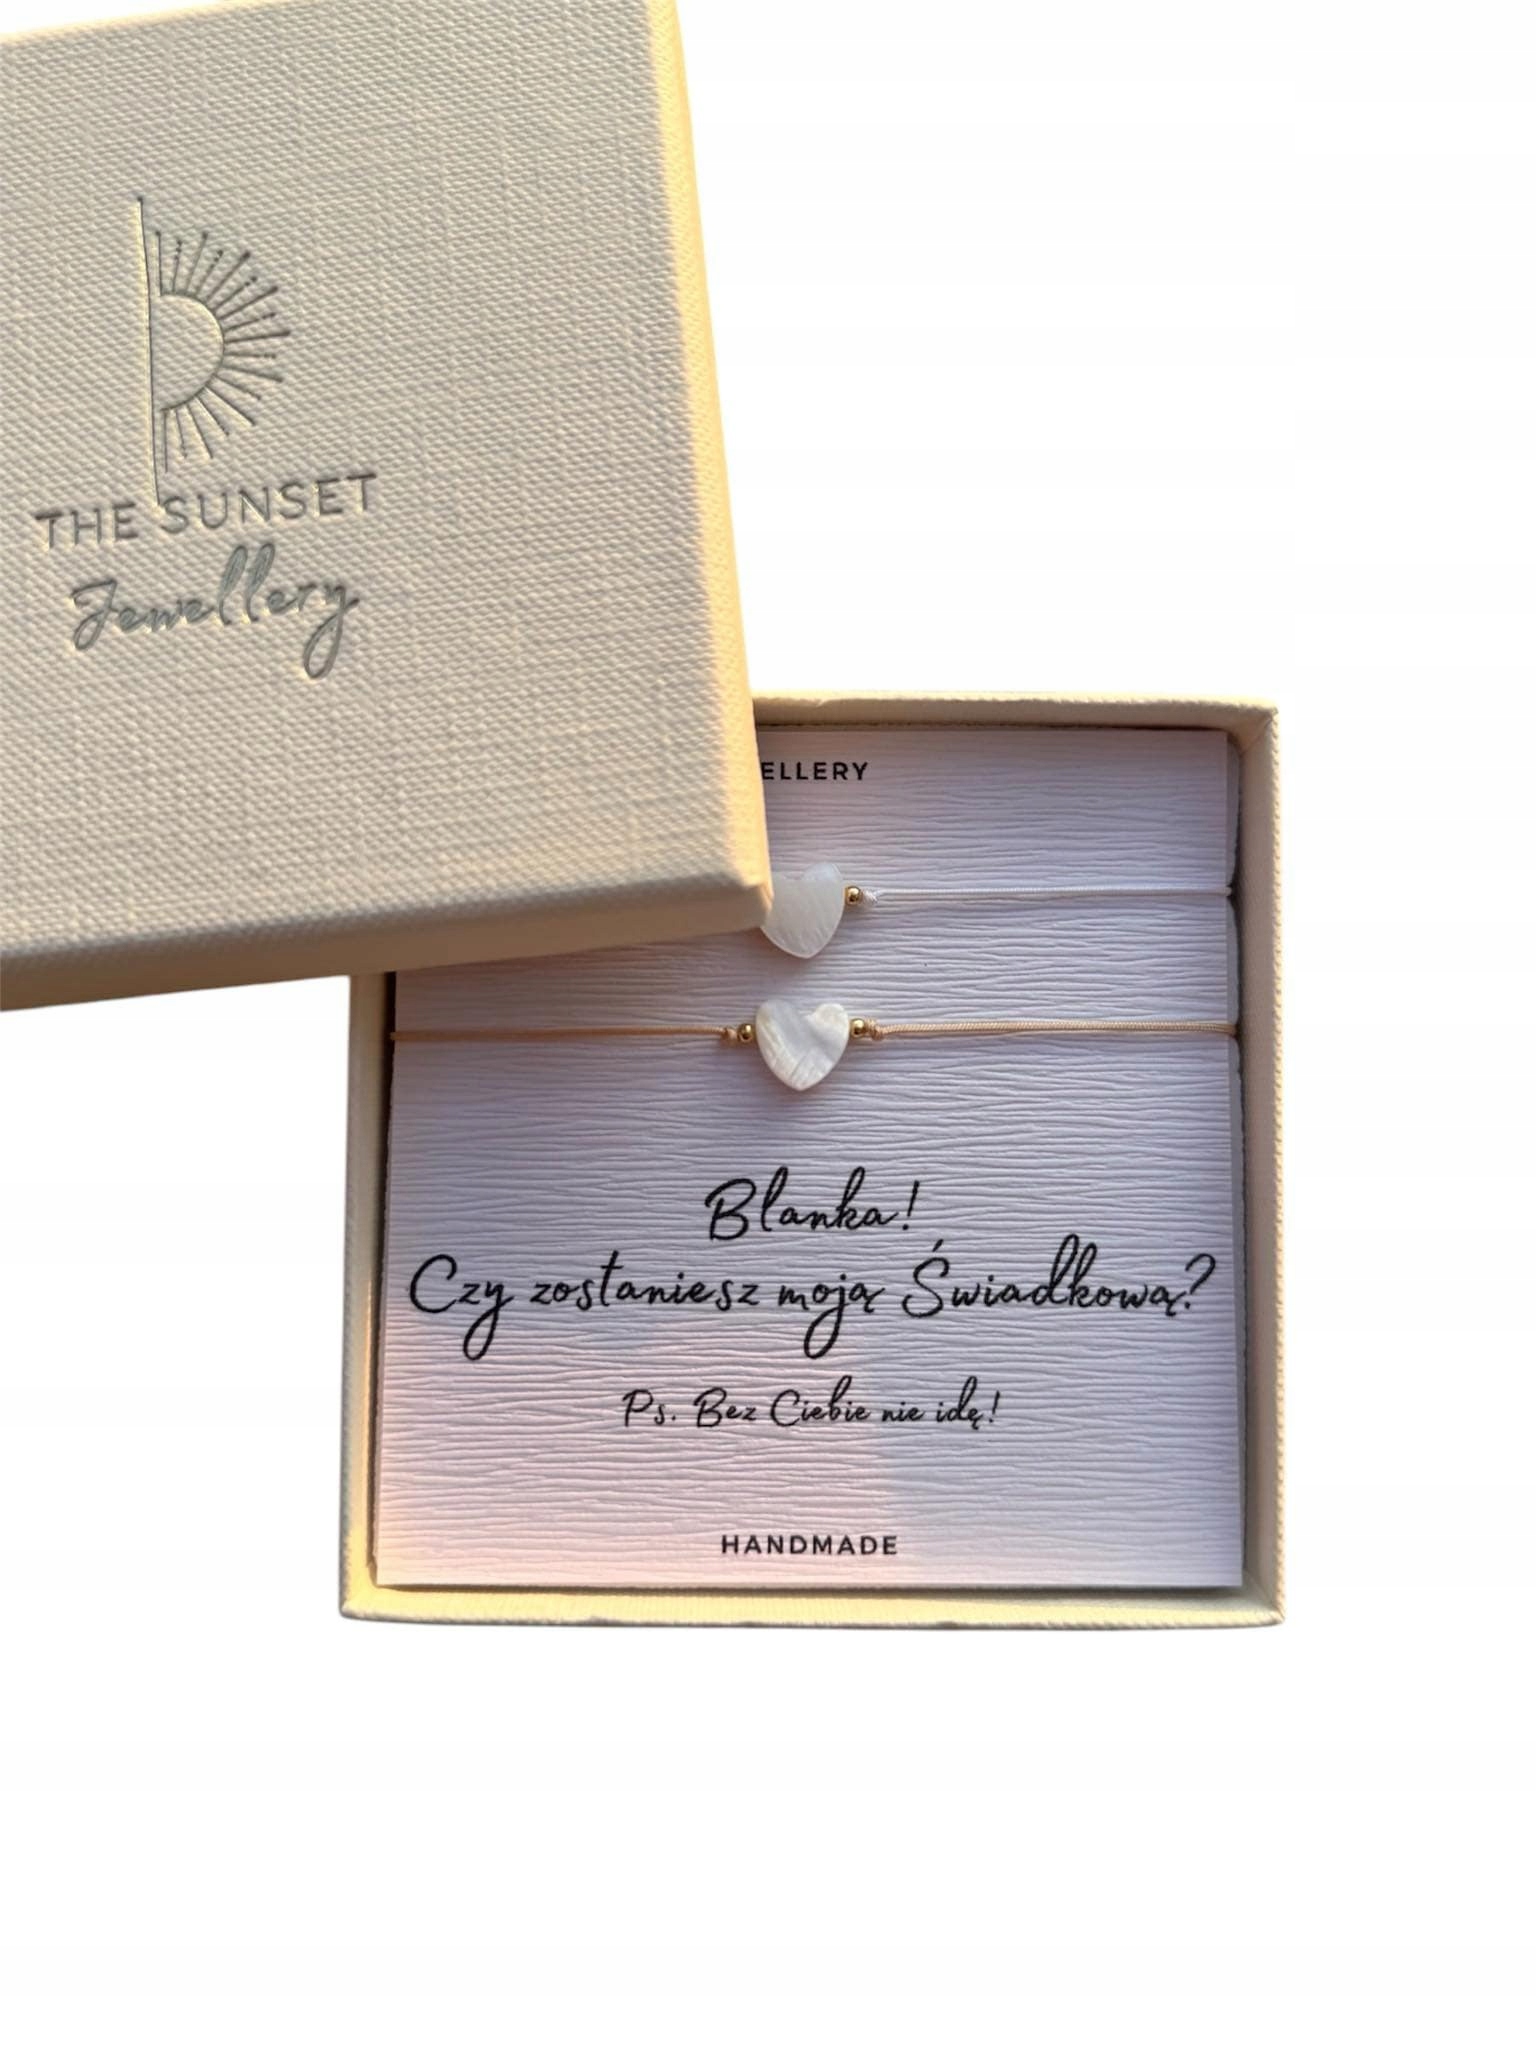 THE SUNSET
Jewellery
ELLERY
Blanka!
Czy zostaniesz moją Świadkową?
Ps. Bez Ciebie nie idę!
HANDMADE